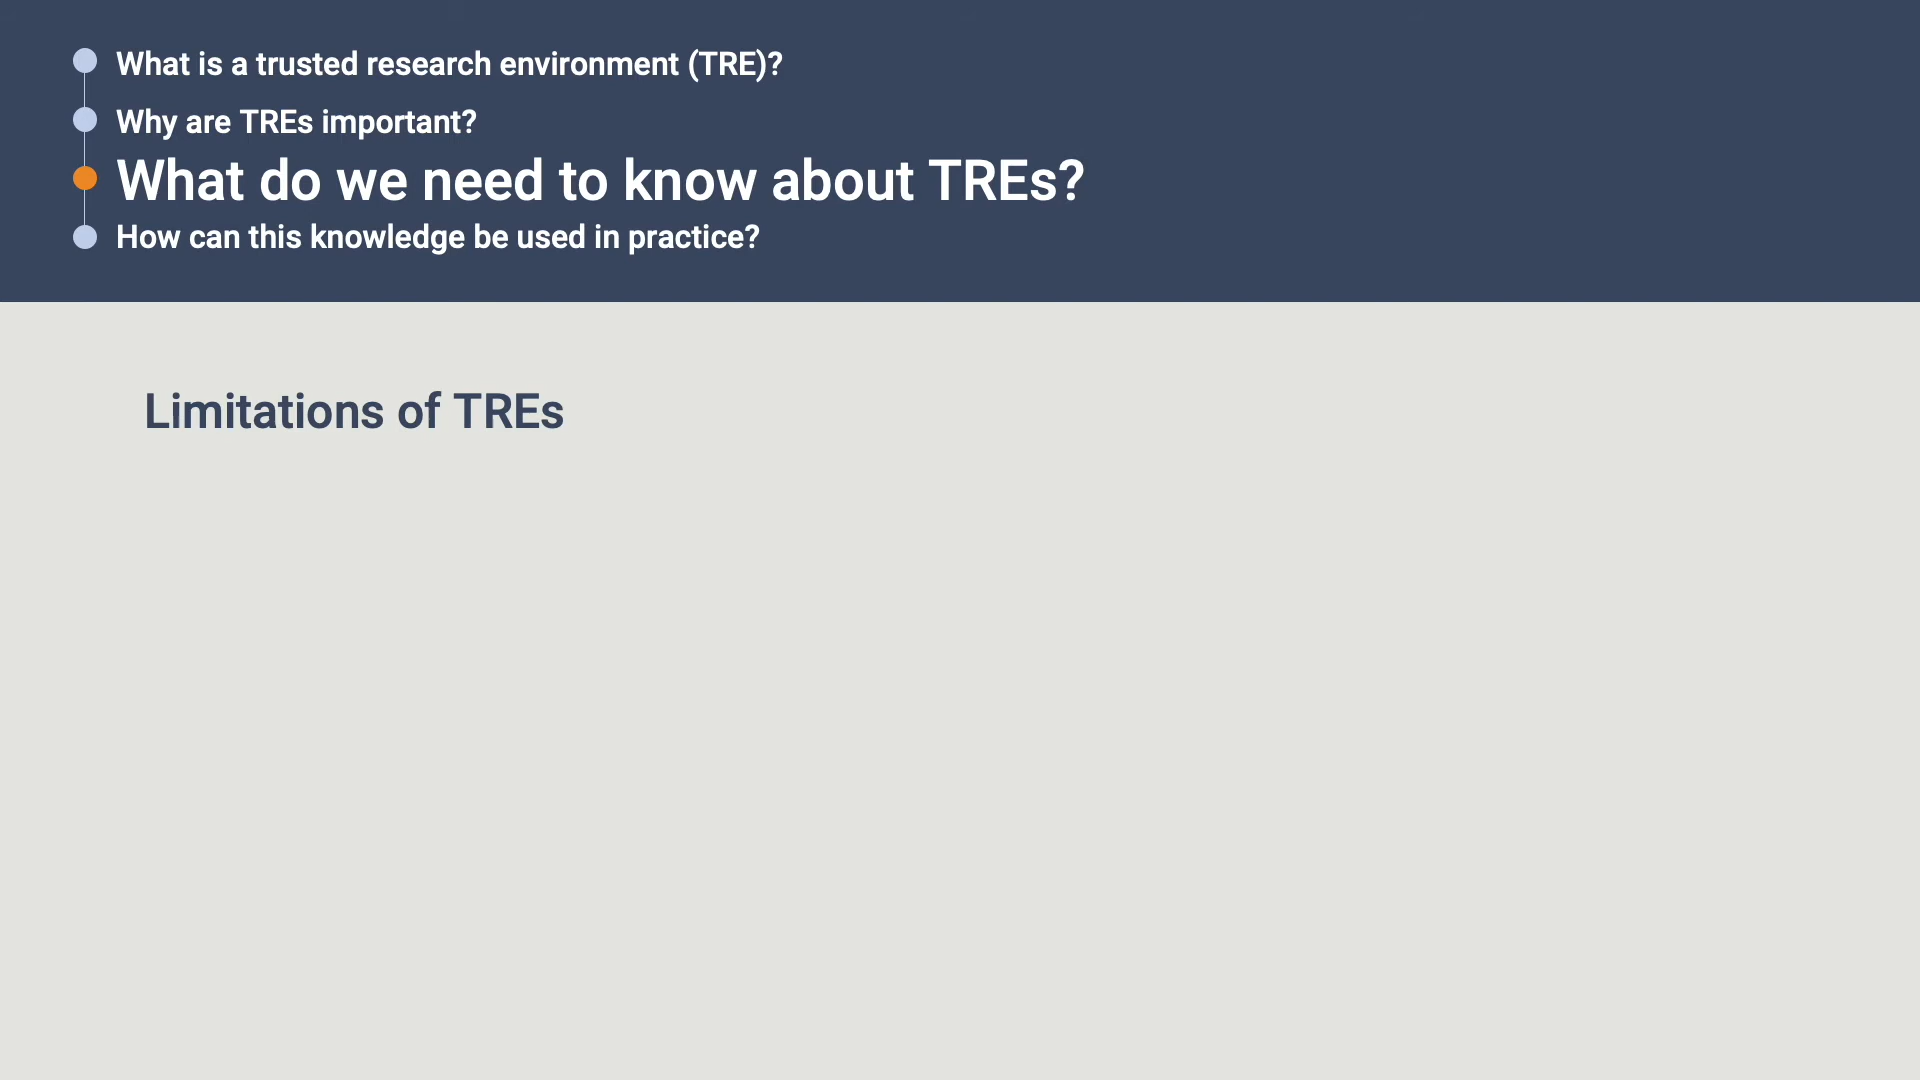 What is a trusted research environment (TRE)?
Why are TREs important?
What do we need to know about TREs?
How can this knowledge be used in practice?
Limitations of TREs